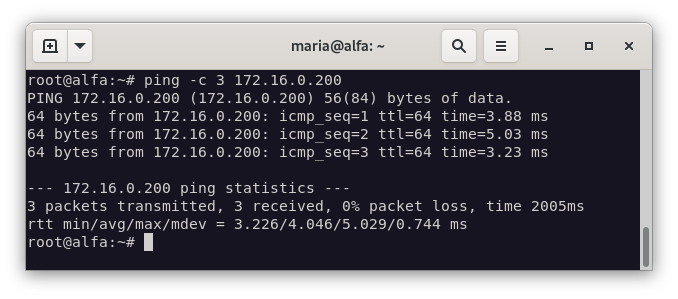 maria@alfa: ~
root@alfa:~# ping -c 3 172.16.0.200
PING 172.16.0.200 (172.16.0.200) 56(84) bytes of data.
64 bytes from 172.16.0.200: icmp_seq=1 ttl=64 time=3.88 ms
64 bytes from 172.16.0.200: icmp_seq=2 ttl=64 time=5.03 ms
64 bytes from 172.16.0.200: icmp_seq=3 ttl=64 time=3.23 ms
--- 172.16.0.200 ping statistics ---
3 packets transmitted, 3 received, 0% packet loss, time 2005ms
rtt min/avg/max/mdev = 3.226/4.046/5.029/0.744 ms
root@alfa:~#